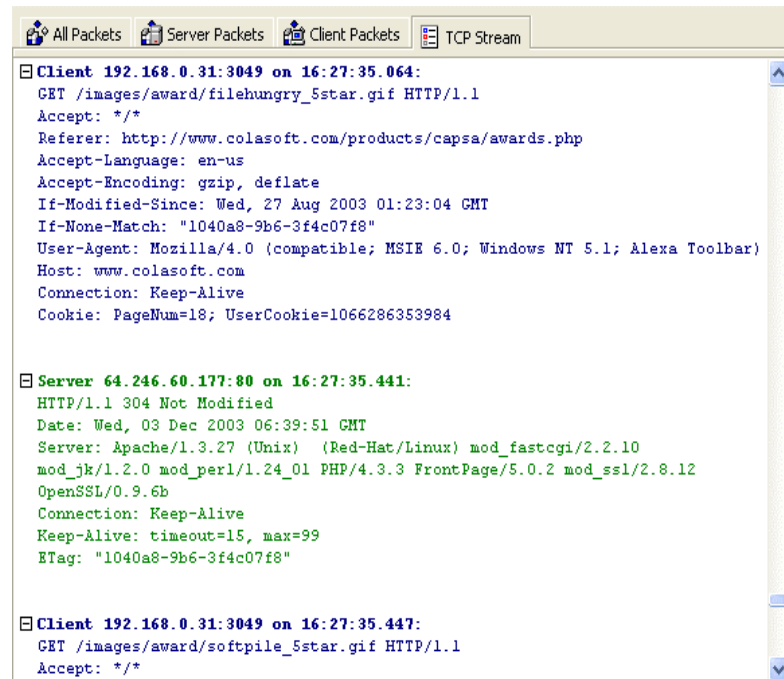 All Packets Server Packets Client Packets TCP Stream
Client 192.168.0.31:3049 on 16:27:35.064:
GET /images/award/filehungry_5star.gif HTTP/1.1
Accept: */*
Referer: http://www.colasoft.com/products/capsa/awards.php
Accept-Language: en-us
Accept-Encoding: gzip, deflate
If-Modified-Since: Wed, 27 Aug 2003 01:23:04 GMT
If-None-Match: "1040a8-9b6-3f4c07f8"
User-Agent: Mozilla/4.0 (compatible; MSIE 6.0; Windows NT 5.1; Alexa Toolbar)
Host: www.colasoft.com
Connection: Keep-Alive
Cookie: PageNum=18; UserCookie=1066286353984
Server 64.246.60.177:80 on 16:27:35.441:
HTTP/1.1 304 Not Modified
Date: Wed, 03 Dec 2003 06:39:51 GMT
Server: Apache/1.3.27 (Unix)  (Red-Hat/Linux) mod_fastcgi/2.2.10
mod_jk/1.2.0 mod_perl/1.24_01 PHP/4.3.3 FrontPage/5.0.2 mod_ssl/2.8.12
OpenSSL/0.9.6b
Connection: Keep-Alive
Keep-Alive: timeout=15, max=99
ETag: "1040a8-9b6-3f4c07f8"
Client 192.168.0.31:3049 on 16:27:35.447:
GET /images/award/softpile_5star.gif HTTP/1.1
Accept: */*